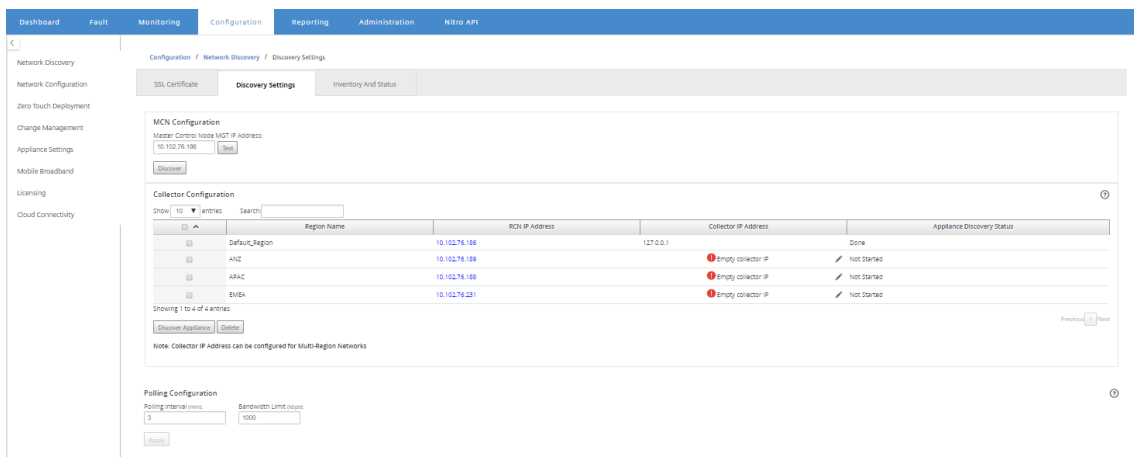 Dashboard Fault Monitoring Configuration Reporting Administration Nitro API
Network Discovery
Network Configuration
Zero Touch Deployment
Change Management
Appliance Settings
Mobile Broadband
Licensing
Cloud Connectivity
Configuration / Network Discovery / Discovery Settings
SSL Certificate Discovery Settings Inventory And Status
MCN Configuration
Master Control Node MGT IP Address:
10.102.76.186 Test
Discover
Collector Configuration
Show 10 entries Search:
Region Name RCN IP Address Collector IP Address Appliance Discovery Status
Default_Region 10.102.76.186 127.0.0.1 Done
ANZ 10.102.76.189 Empty collector IP Not Started
APAC 10.102.76.188 Empty collector IP Not Started
EMEA 10.102.76.231 Empty collector IP Not Started
Showing 1 to 4 of 4 entries
Previous 1 Next
Discover Appliance Delete
Note: Collector IP Address can be configured for Multi-Region Networks
Polling Configuration
Polling Interval (min): Bandwidth Limit (kbps):
3 1000
Apply